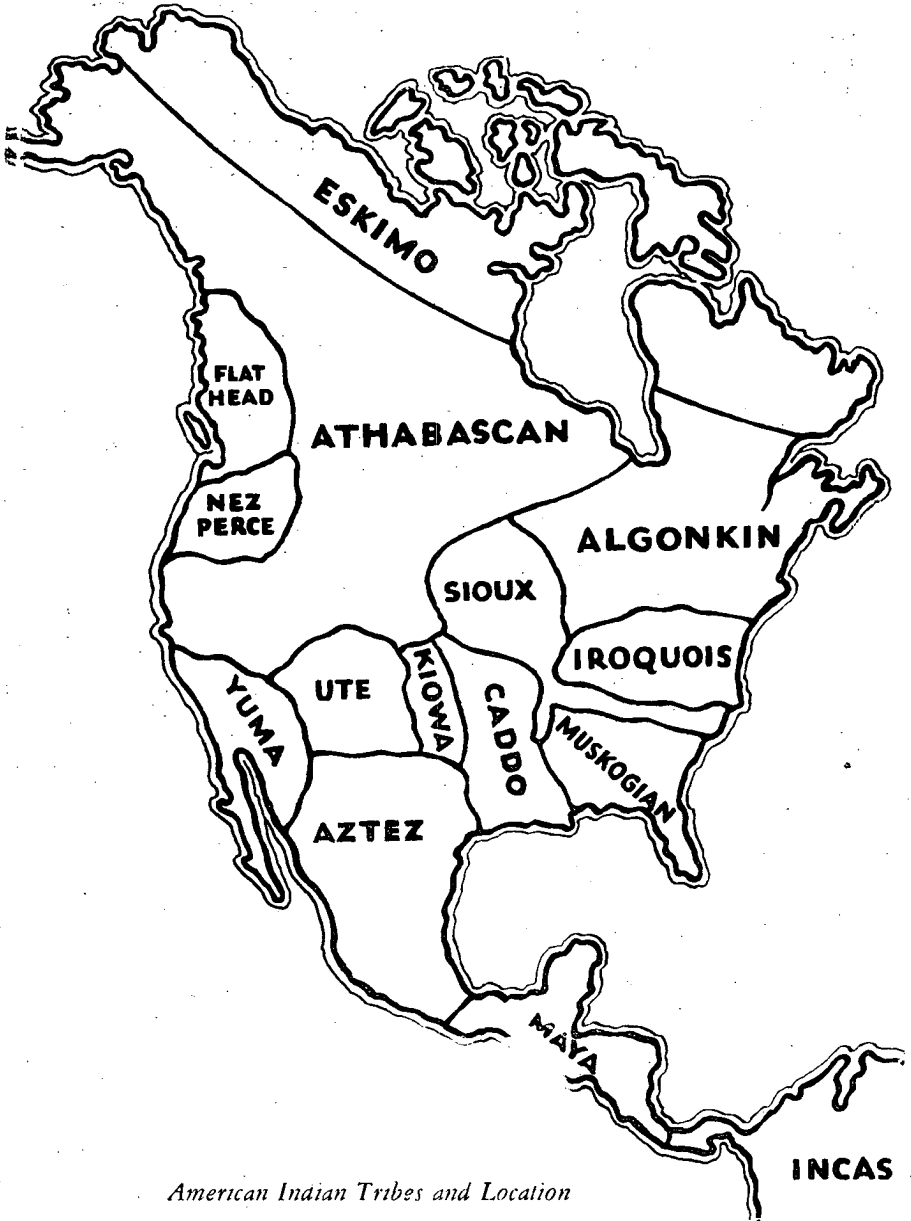 ESKIMO
FLAT
HEAD
ATHABASCAN
NEZ
PERCE
ALGONKIN
SIOUX
IROQUOIS
YUMA
UTE
KIOWA
CADDO
MUSKOGIAN
AZTEZ
MAYA
INCAS
American Indian Tribes and Location